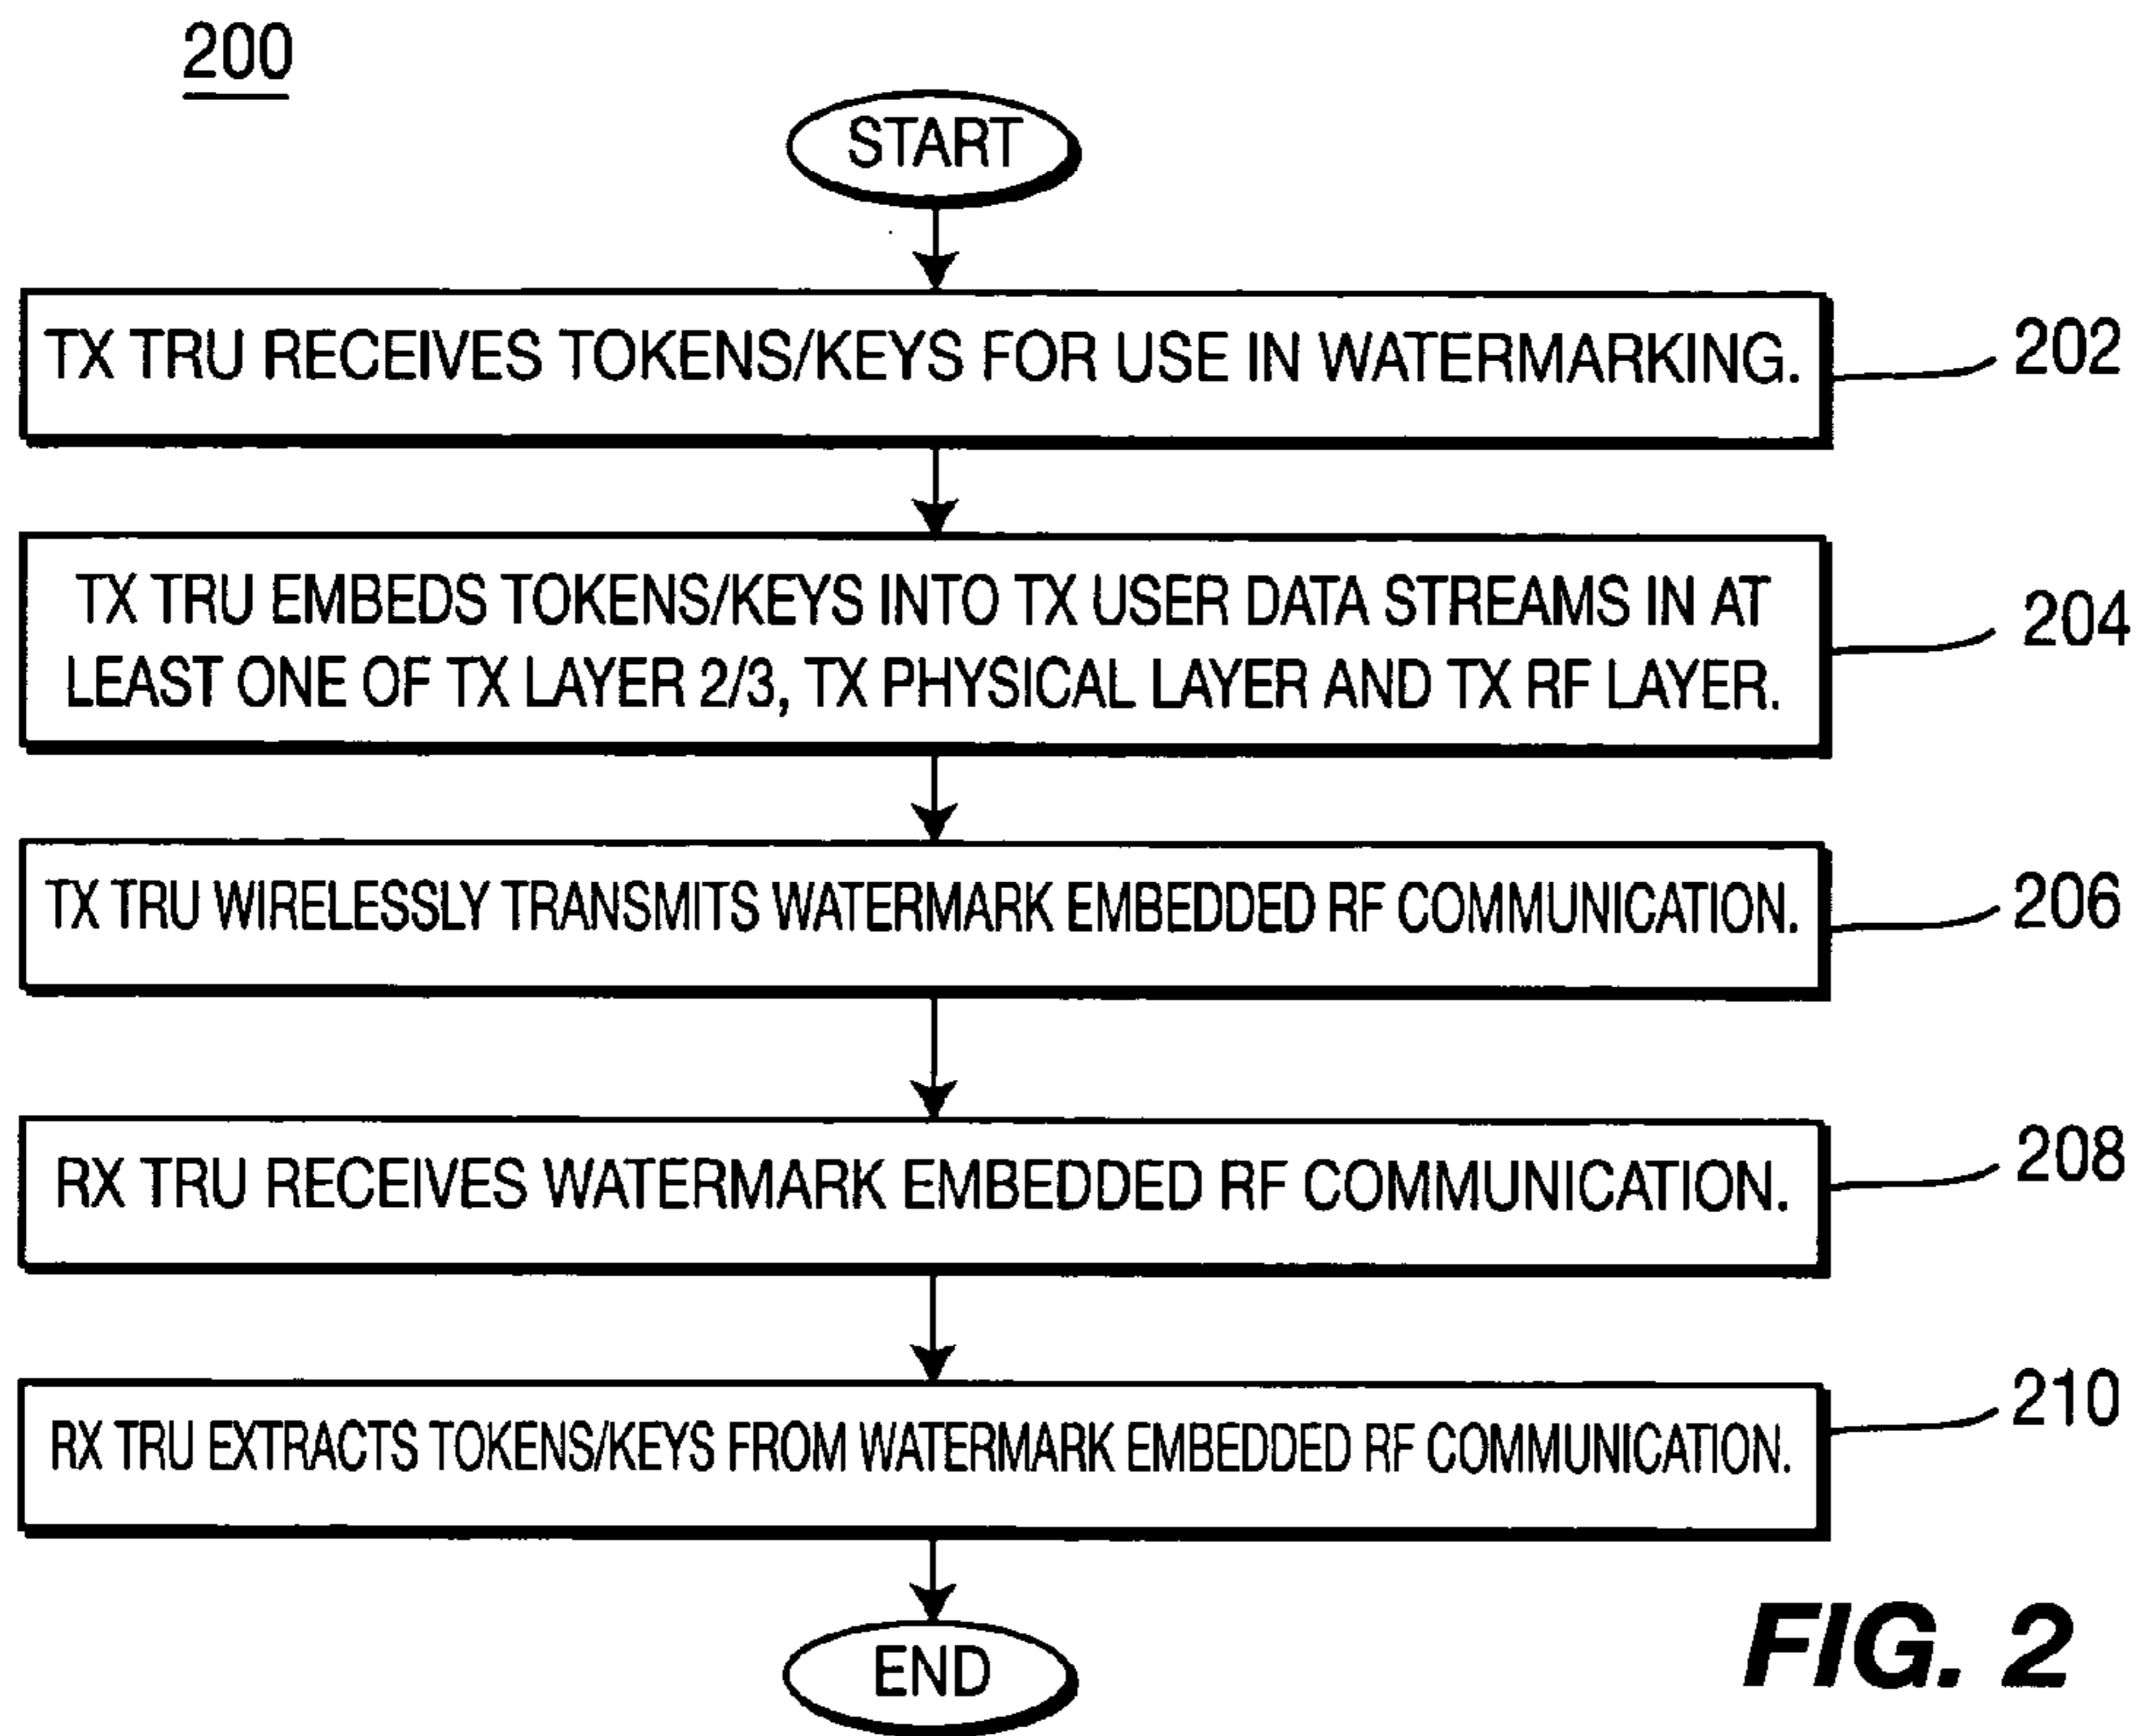 200
START
TX TRU RECEIVES TOKENS/KEYS FOR USE IN WATERMARKING.
202
TX TRU EMBEDS TOKENS/KEYS INTO TX USER DATA STREAMS IN AT
LEAST ONE OF TX LAYER 2/3, TX PHYSICAL LAYER AND TX RF LAYER.
204
TX TRU WIRELESSLY TRANSMITS WATERMARK EMBEDDED RF COMMUNICATION.
206
RX TRU RECEIVES WATERMARK EMBEDDED RF COMMUNICATION.
208
RX TRU EXTRACTS TOKENS/KEYS FROM WATERMARK EMBEDDED RF COMMUNICATION.
210
END
FIG. 2